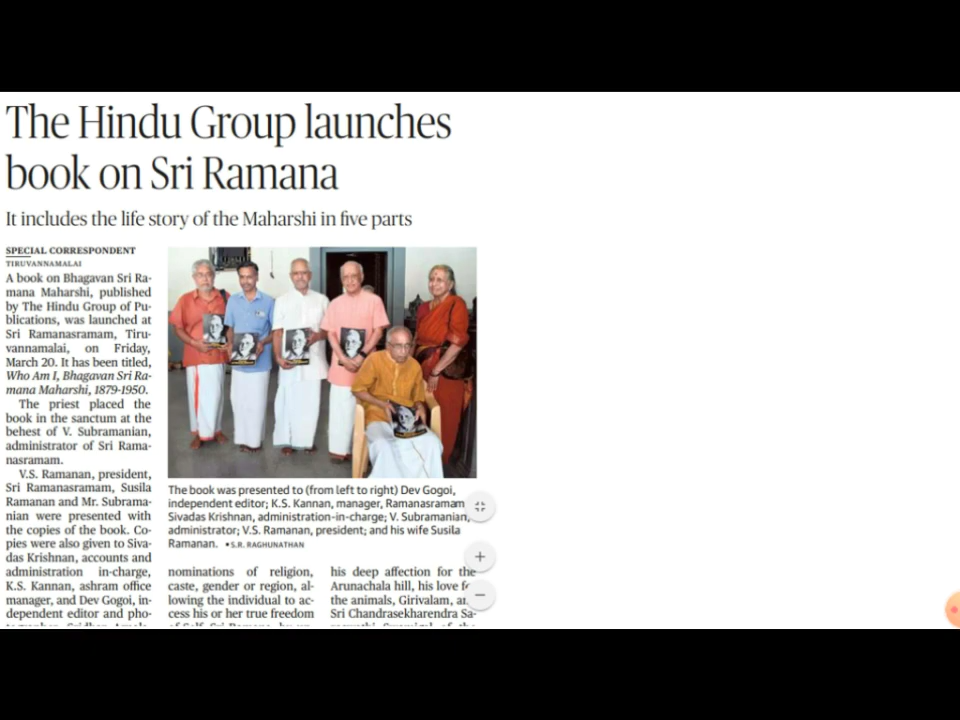 The Hindu Group launches
book on Sri Ramana
It includes the life story of the Maharshi in five parts
SPECIAL CORRESPONDENT
TIRUVANNAMALAI
A book on Bhagavan Sri Ra-
mana Maharshi, published
by The Hindu Group of Pu-
blications, was launched at
Sri Ramanasramam, Tiru-
vannamalai, on Friday,
March 20. It has been titled,
Who Am I, Bhagavan Sri Ra-
mana Maharshi, 1879-1950.
The priest placed the
book in the sanctum at the
behest of V. Subramanian,
administrator of Sri Rama-
nasramam.
V.S. Ramanan, president,
Sri Ramanasramam, Susila
Ramanan and Mr. Subrama-
nian were presented with
the copies of the book. Co-
pies were also given to Siva-
das Krishnan, accounts and
administration in-charge,
K.S. Kannan, ashram office
manager, and Dev Gogoi, in-
dependent editor and pho-
The book was presented to (from left to right) Dev Gogoi,
independent editor; K.S. Kannan, manager, Ramanasramam
Sivadas Krishnan, administration-in-charge; V. Subramanian,
administrator; V.S. Ramanan, president; and his wife Susila
Ramanan. • S.R. RAGHUNATHAN
nominations of religion,
caste, gender or region, al-
lowing the individual to ac-
cess his or her true freedom
his deep affection for the
Arunachala hill, his love
the animals, Girivalam,
Sri Chandrasekharendra Sa-